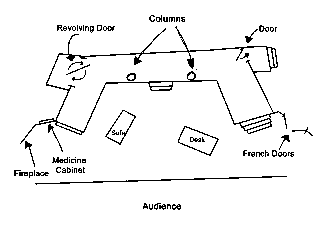 Columns
Revolving Door
Door
Sofa
Desk
Medicine
Cabinet
Fireplace
French Doors
Audience